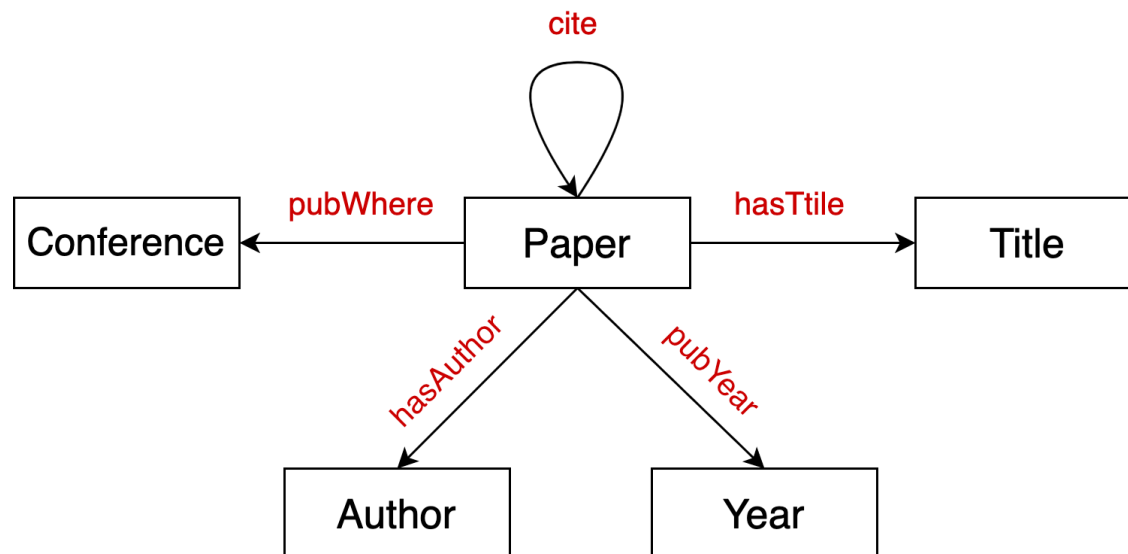 cite
pubWhere
hasTtile
Conference
Paper
Title
hasAuthor
pubYear
Author
Year